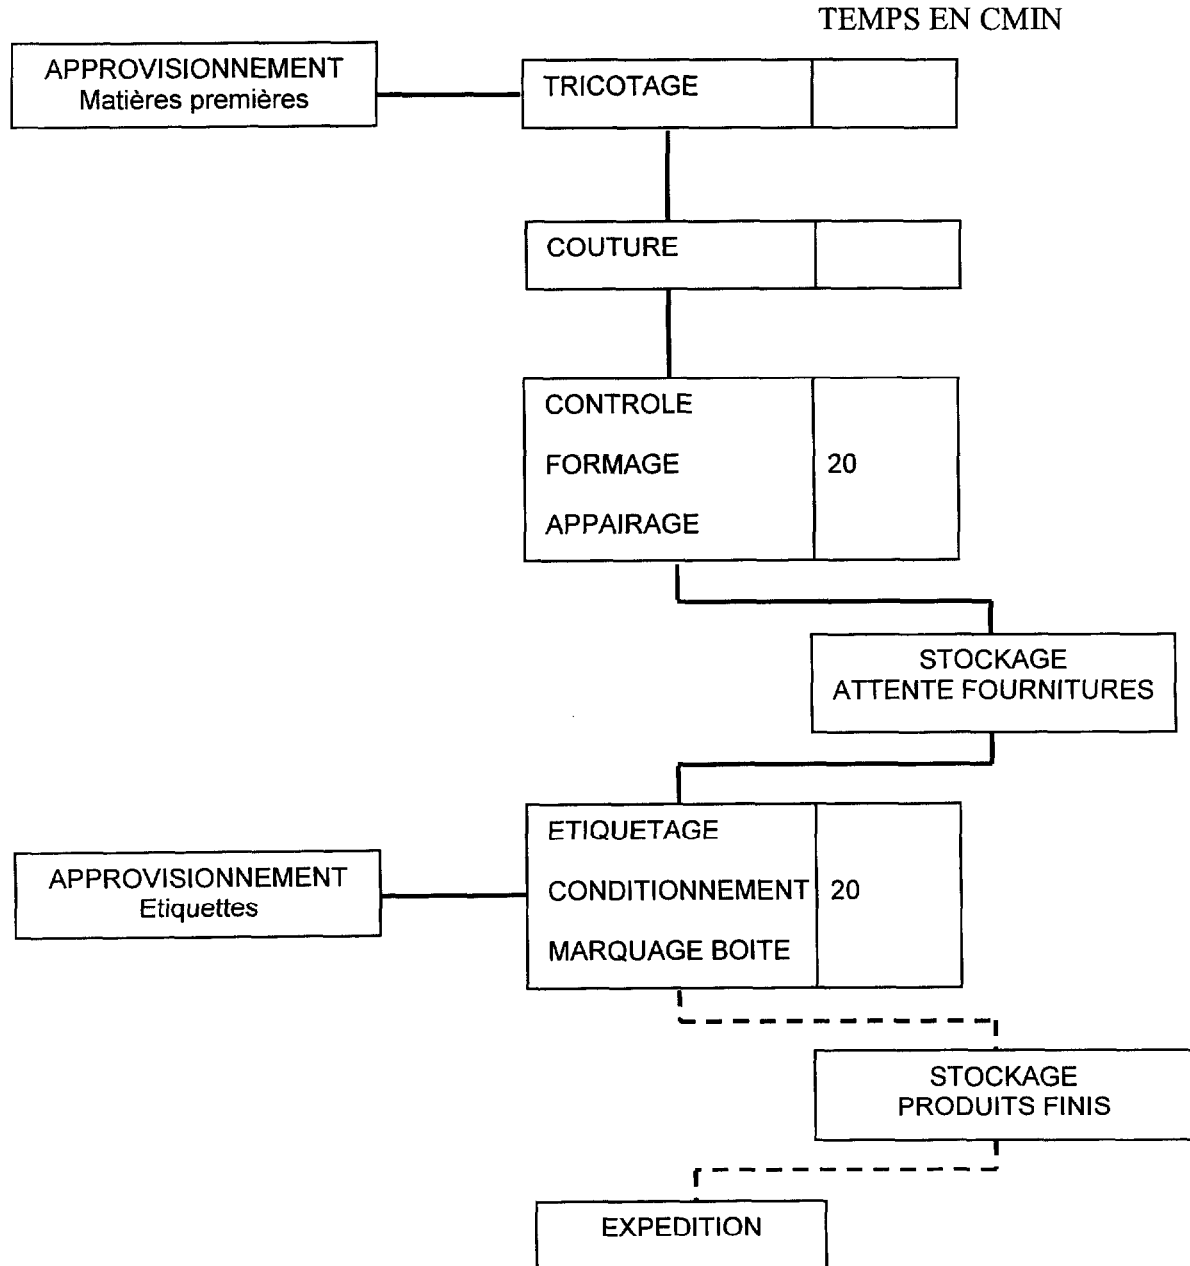 TEMPS EN CMIN
APPROVISIONNEMENT
Matières premières
TRICOTAGE
COUTURE
CONTROLE
FORMAGE
20
APPAIRAGE
STOCKAGE
ATTENTE FOURNITURES
ETIQUETAGE
APPROVISIONNEMENT
Etiquettes
CONDITIONNEMENT
20
MARQUAGE BOITE
STOCKAGE
PRODUITS FINIS
EXPEDITION